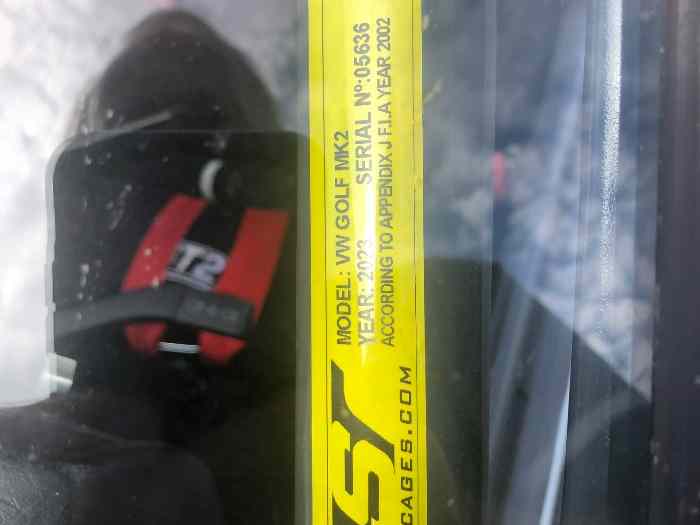 MODEL: VW GOLF MK2
YEAR: 2023 SERIAL Nº:05636
ACCORDING TO APPENDIX J F.I.A YEAR 2002
CAGES.COM